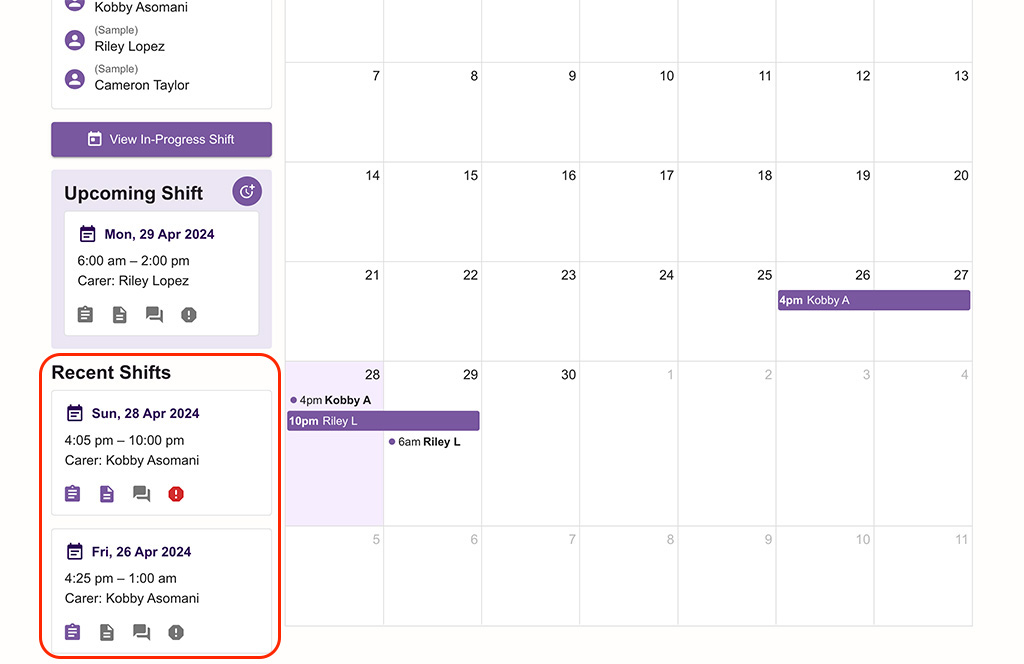 Kobby Asomani
(Sample)
Riley Lopez
(Sample)
Cameron Taylor
View In-Progress Shift
Upcoming Shift
Mon, 29 Apr 2024
6:00 am – 2:00 pm
Carer: Riley Lopez
Recent Shifts
Sun, 28 Apr 2024
4:05 pm – 10:00 pm
Carer: Kobby Asomani
Fri, 26 Apr 2024
4:25 pm – 1:00 am
Carer: Kobby Asomani
7 8 9 10 11 12 13
14 15 16 17 18 19 20
21 22 23 24 25 26 27
4pm Kobby A
28 29 30 1 2 3 4
4pm Kobby A
10pm Riley L
6am Riley L
5 6 7 8 9 10 11